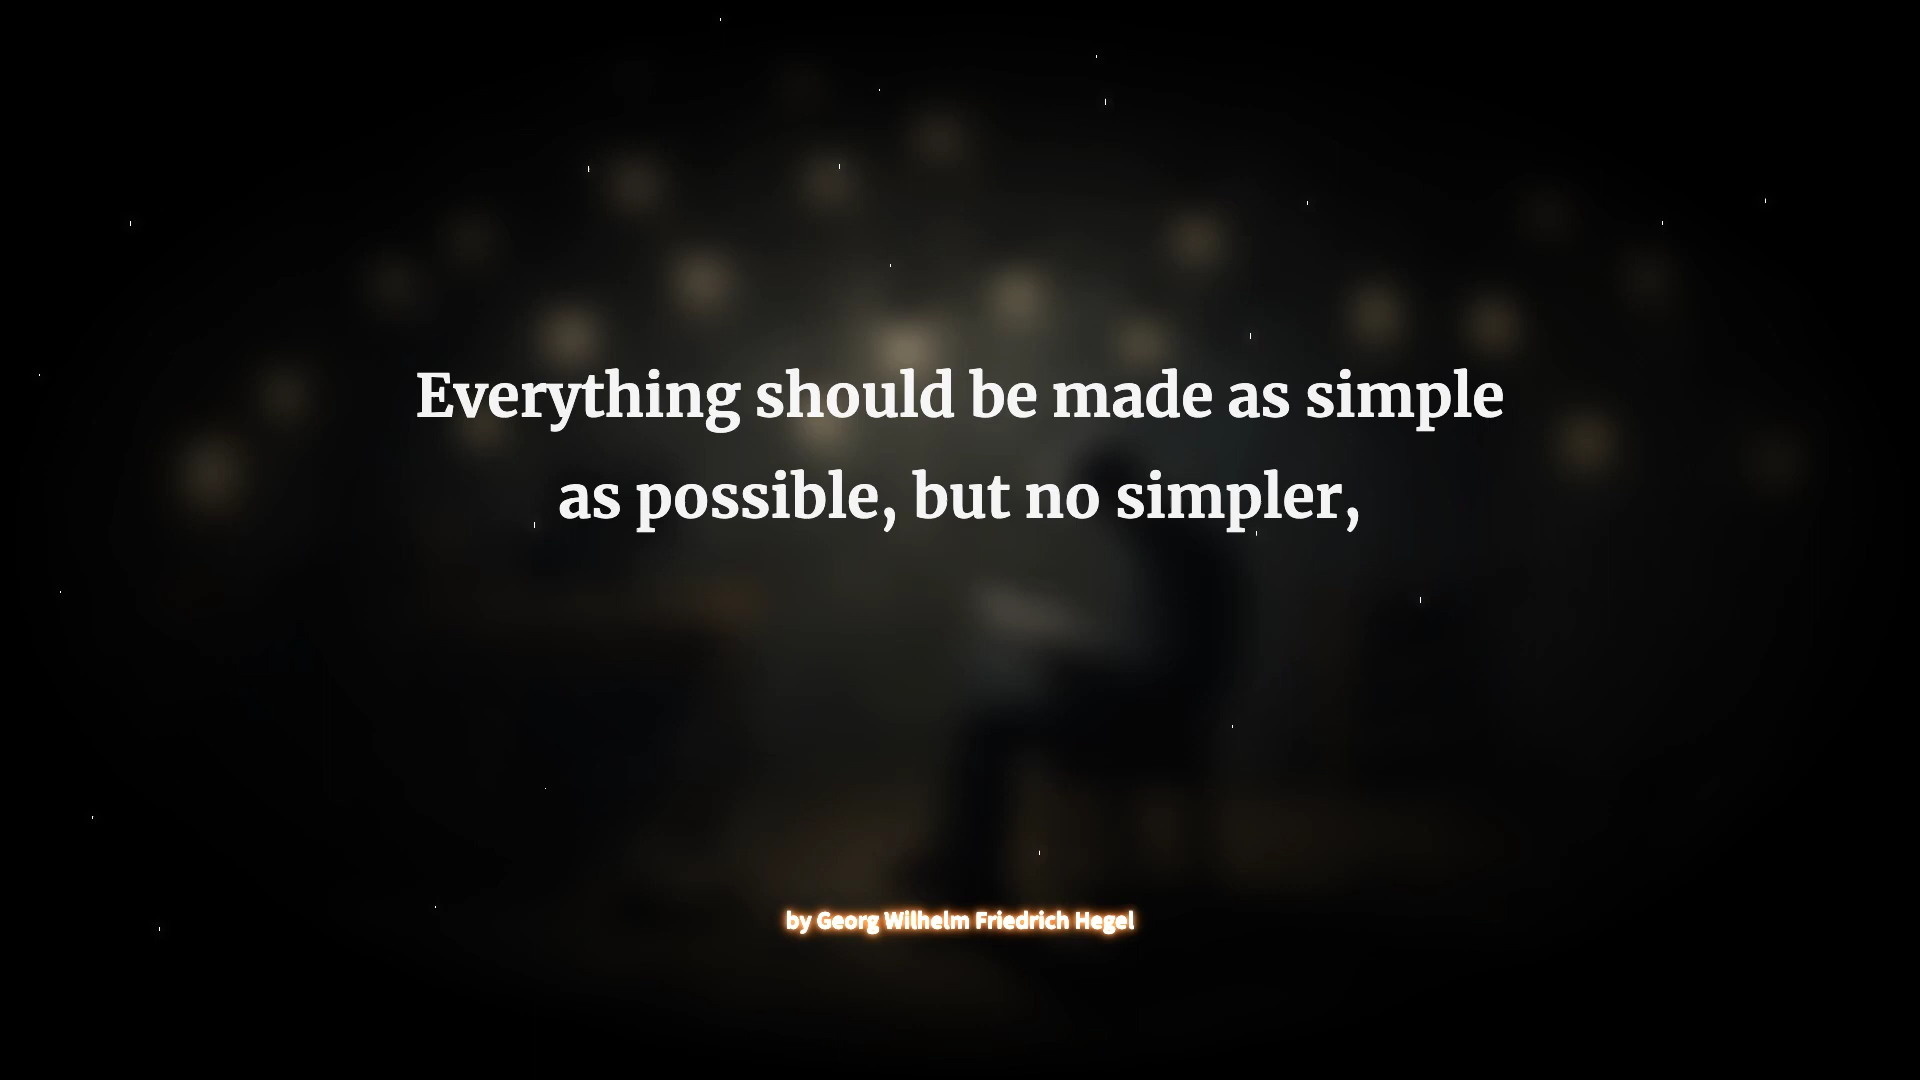 Everything should be made as simple
as possible, but no simpler,
by Georg Wilhelm Friedrich Hegel